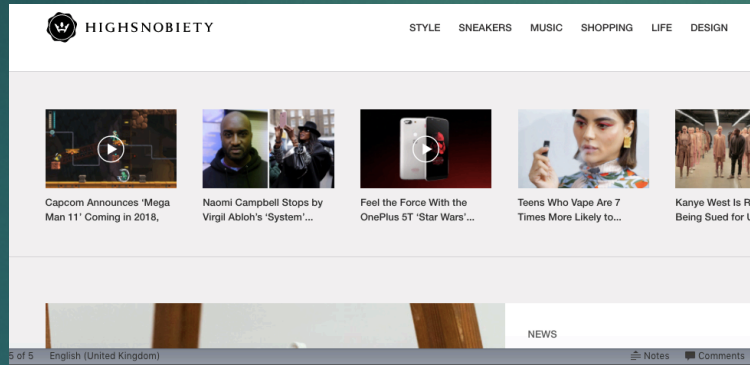 HIGHSNOBIETY
STYLE SNEAKERS MUSIC SHOPPING LIFE DESIGN
Capcom Announces ‘Mega
Man 11’ Coming in 2018,
Naomi Campbell Stops by
Virgil Abloh’s ‘System’...
Feel the Force With the
OnePlus 5T ‘Star Wars’...
Teens Who Vape Are 7
Times More Likely to...
Kanye West Is R
Being Sued for U
NEWS
5 of 5 English (United Kingdom) Notes Comments